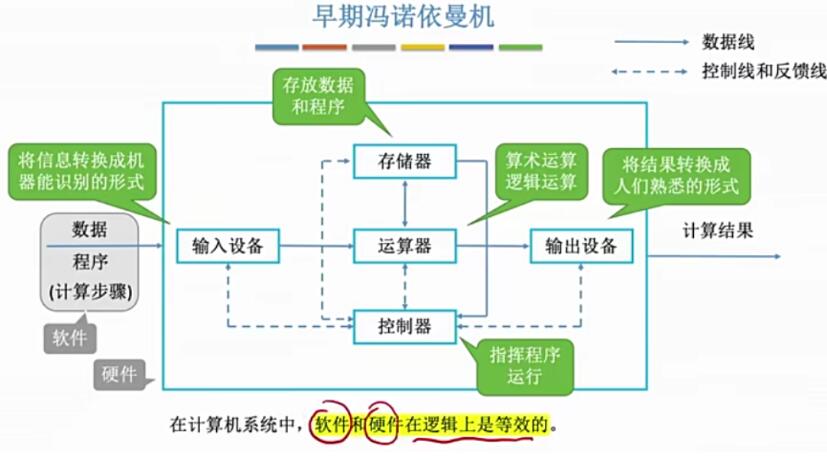 早期冯诺依曼机
数据线
控制线和反馈线
存放数据
和程序
将信息转换成机
器能识别的形式
存储器
算术运算
逻辑运算
将结果转换成
人们熟悉的形式
数据
程序
(计算步骤)
输入设备
运算器
输出设备
计算结果
软件
控制器
硬件
指挥程序
运行
在计算机系统中，软件和硬件在逻辑上是等效的。